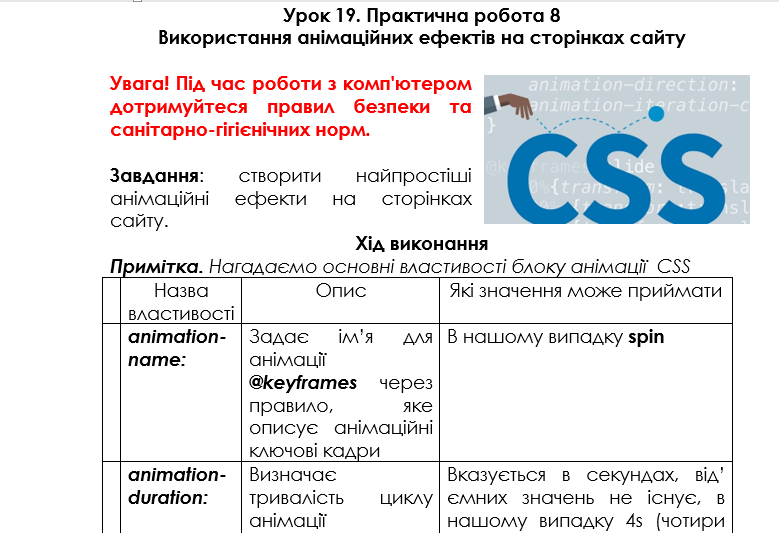 Урок 19. Практична робота 8
Використання анімаційних ефектів на сторінках сайту
Увага! Під час роботи з комп'ютером
дотримуйтеся правил безпеки та
санітарно-гігієнічних норм.
Завдання: створити найпростіші
анімаційні ефекти на сторінках
сайту.
animation-direction:
animation-iteration-c
}
CSS
Хід виконання
Примітка. Нагадаємо основні властивості блоку анімації CSS
Назва
властивості
Опис
Які значення може приймати
animation-
name:
Задає ім’я для
анімації
@keyframes через
правило, яке
описує анімаційні
ключові кадри
В нашому випадку spin
animation-
duration:
Визначає
тривалість циклу
анімації
Вказується в секундах, від’
ємних значень не існує, в
нашому випадку 4s (чотири